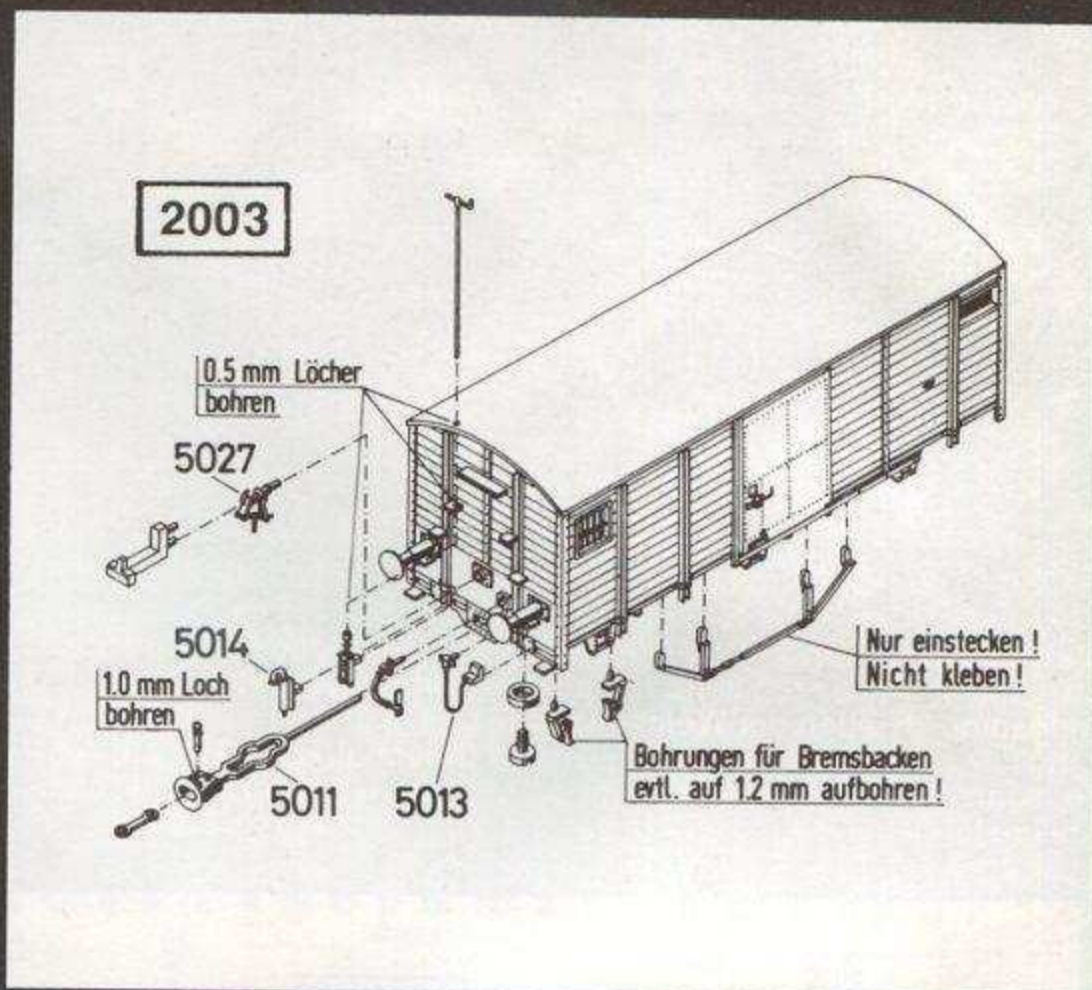 2003
0.5 mm Löcher
bohren
5027
5014
1.0 mm Loch
bohren
5011
5013
Nur einstecken !
Nicht kleben !
Bohrungen für Bremsbacken
evtl. auf 1.2 mm aufbohren !